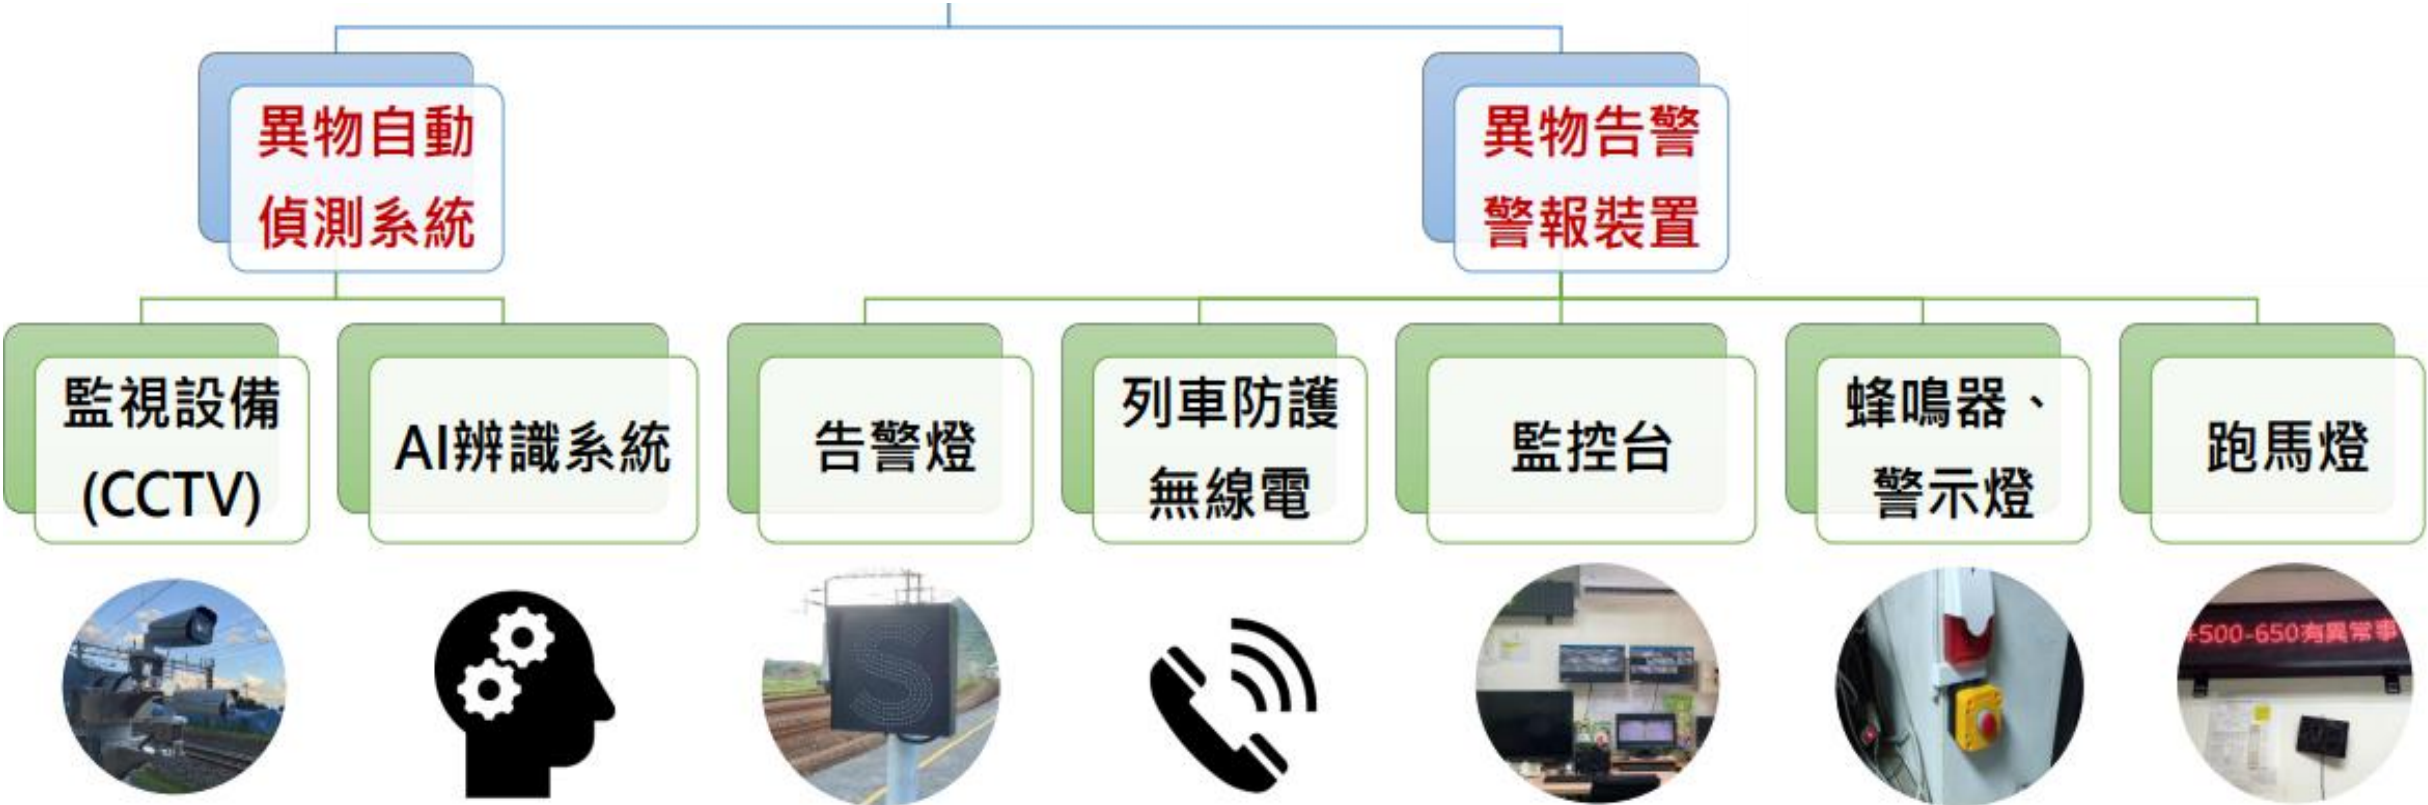 異物自動
偵測系統
異物告警
警報裝置
監視設備
(CCTV)
AI辨識系統
告警燈
列車防護
無線電
監控台
蜂鳴器、
警示燈
跑馬燈
S
+500-650有異常事